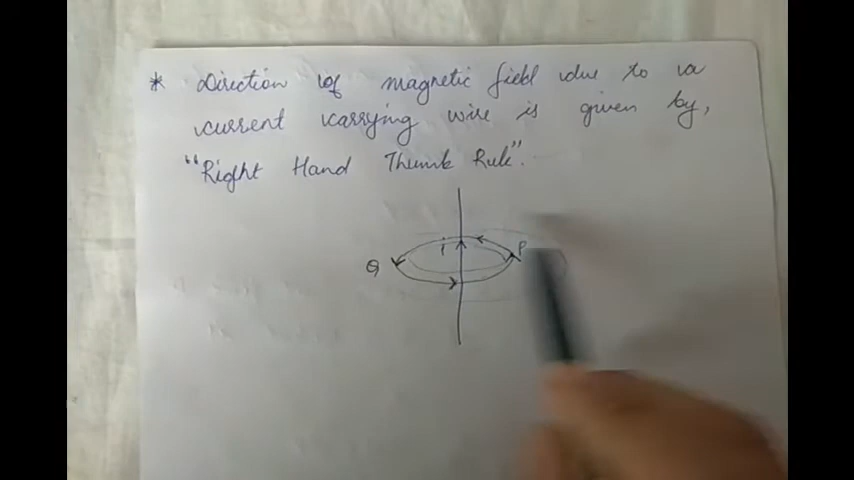 * Direction of magnetic field due to a
current carrying wire is given by,
"Right Hand Thumb Rule".
i
P
Q